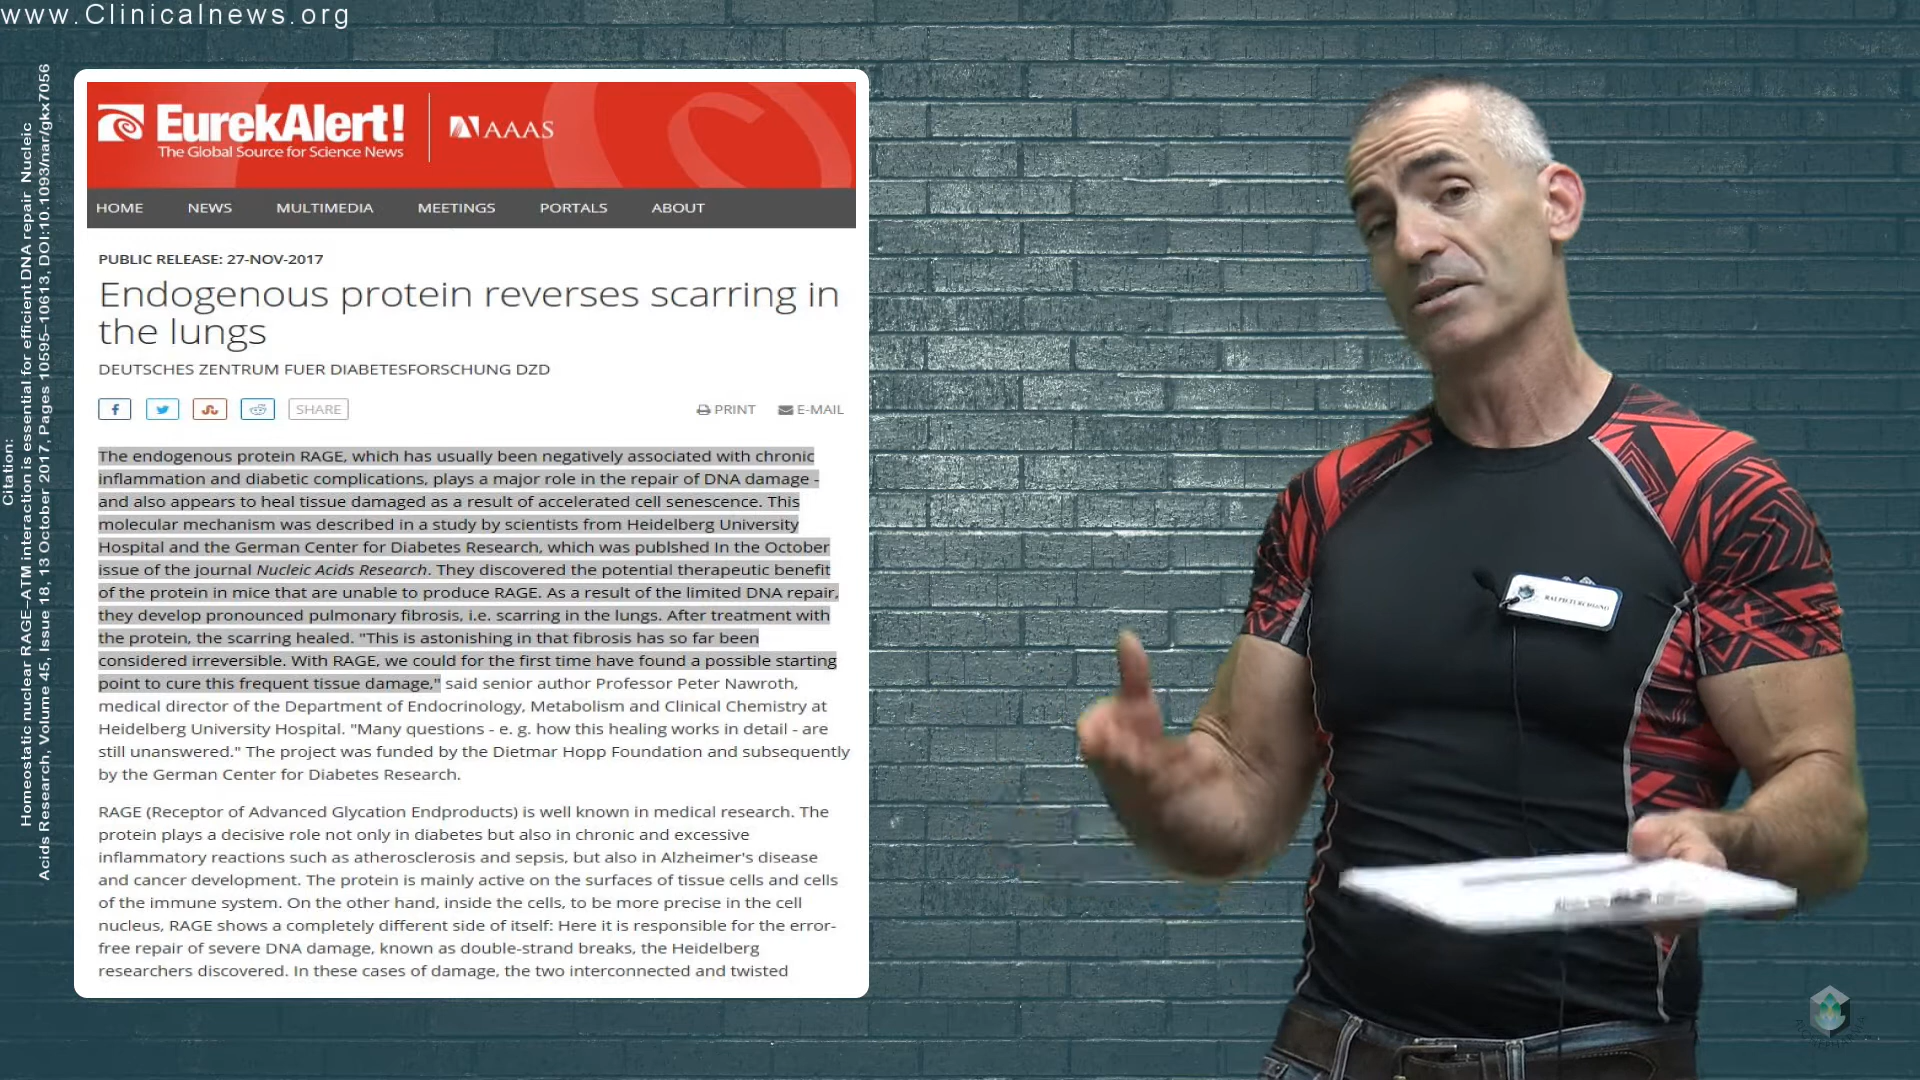 www.Clinicalnews.org
Citation:
Homeostatic nuclear RAGE–ATM interaction is essential for efficient DNA repair Nucleic
Acids Research, Volume 45, Issue 18, 13 October 2017, Pages 10595–10613, DOI:10.1093/nar/gkx7056
EurekAlert!
The Global Source for Science News
AAAS
HOME NEWS MULTIMEDIA MEETINGS PORTALS ABOUT
PUBLIC RELEASE: 27-NOV-2017
Endogenous protein reverses scarring in
the lungs
DEUTSCHES ZENTRUM FUER DIABETESFORSCHUNG DZD
SHARE PRINT E-MAIL
The endogenous protein RAGE, which has usually been negatively associated with chronic
inflammation and diabetic complications, plays a major role in the repair of DNA damage -
and also appears to heal tissue damaged as a result of accelerated cell senescence. This
molecular mechanism was described in a study by scientists from Heidelberg University
Hospital and the German Center for Diabetes Research, which was publshed In the October
issue of the journal Nucleic Acids Research. They discovered the potential therapeutic benefit
of the protein in mice that are unable to produce RAGE. As a result of the limited DNA repair,
they develop pronounced pulmonary fibrosis, i.e. scarring in the lungs. After treatment with
the protein, the scarring healed. "This is astonishing in that fibrosis has so far been
considered irreversible. With RAGE, we could for the first time have found a possible starting
point to cure this frequent tissue damage," said senior author Professor Peter Nawroth,
medical director of the Department of Endocrinology, Metabolism and Clinical Chemistry at
Heidelberg University Hospital. "Many questions - e. g. how this healing works in detail - are
still unanswered." The project was funded by the Dietmar Hopp Foundation and subsequently
by the German Center for Diabetes Research.
RAGE (Receptor of Advanced Glycation Endproducts) is well known in medical research. The
protein plays a decisive role not only in diabetes but also in chronic and excessive
inflammatory reactions such as atherosclerosis and sepsis, but also in Alzheimer's disease
and cancer development. The protein is mainly active on the surfaces of tissue cells and cells
of the immune system. On the other hand, inside the cells, to be more precise in the cell
nucleus, RAGE shows a completely different side of itself: Here it is responsible for the error-
free repair of severe DNA damage, known as double-strand breaks, the Heidelberg
researchers discovered. In these cases of damage, the two interconnected and twisted